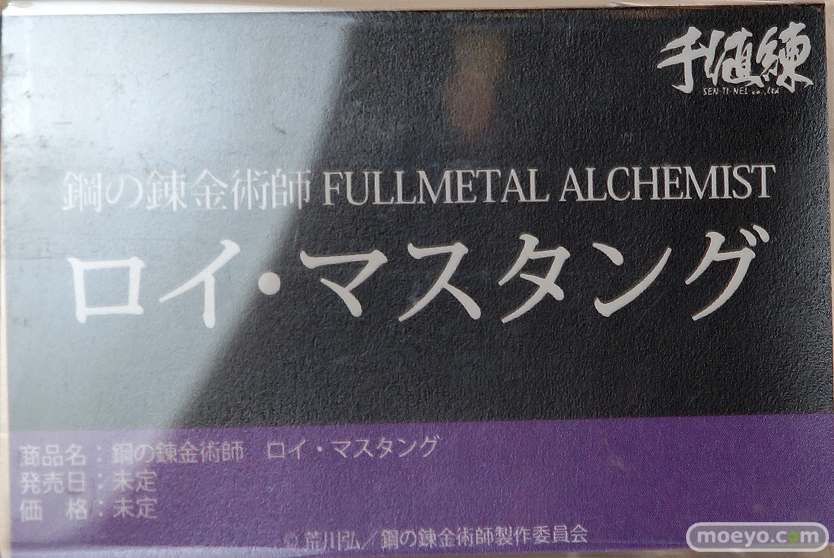 千値練
SEN-TI-NEL co.,ltd
鋼の錬金術師 FULLMETAL ALCHEMIST
ロイ・マスタング
商品名：鋼の錬金術師　ロイ・マスタング
発売日：未定
価　格：未定
© 荒川弘／鋼の錬金術師製作委員会
moeyo.com